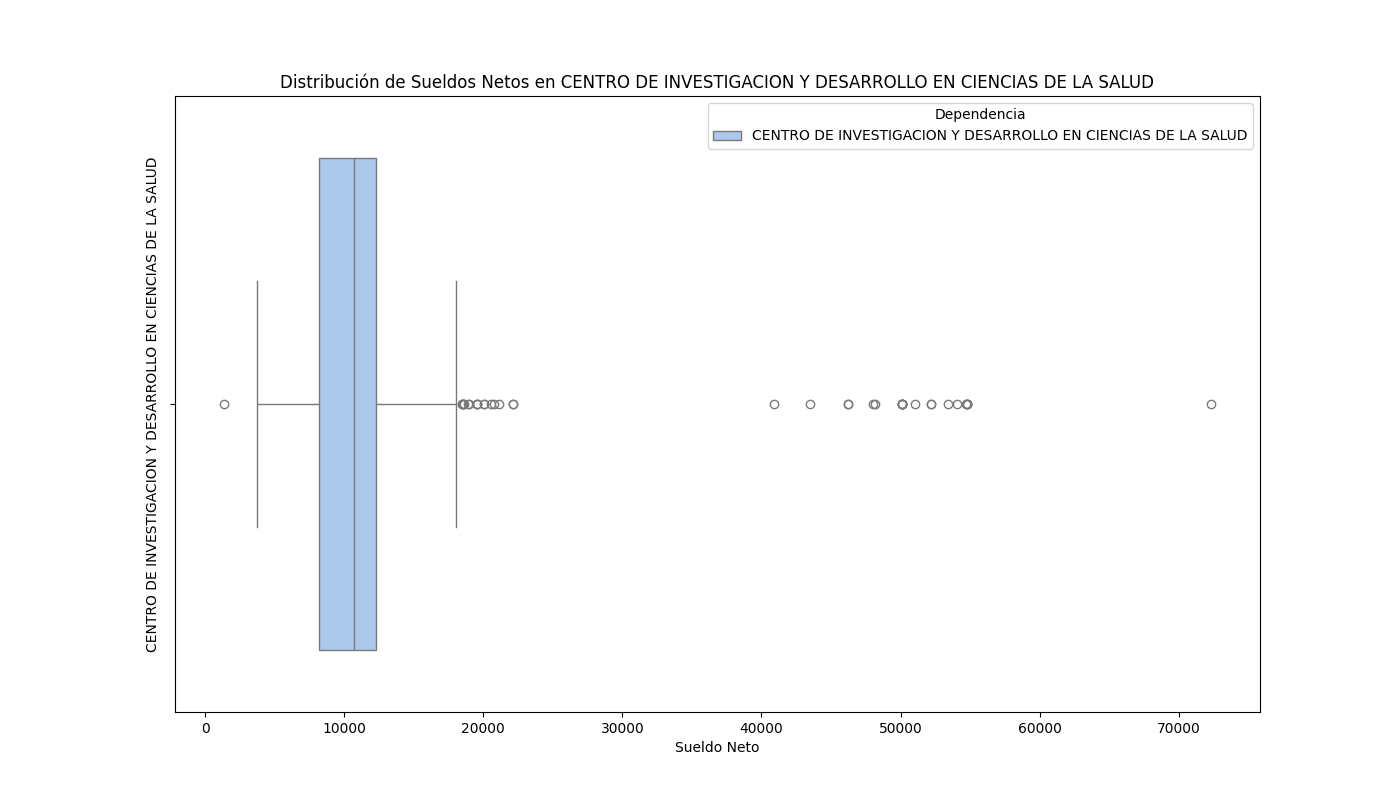 Distribución de Sueldos Netos en CENTRO DE INVESTIGACION Y DESARROLLO EN CIENCIAS DE LA SALUD
Dependencia
CENTRO DE INVESTIGACION Y DESARROLLO EN CIENCIAS DE LA SALUD
CENTRO DE INVESTIGACION Y DESARROLLO EN CIENCIAS DE LA SALUD
0 10000 20000 30000 40000 50000 60000 70000
Sueldo Neto